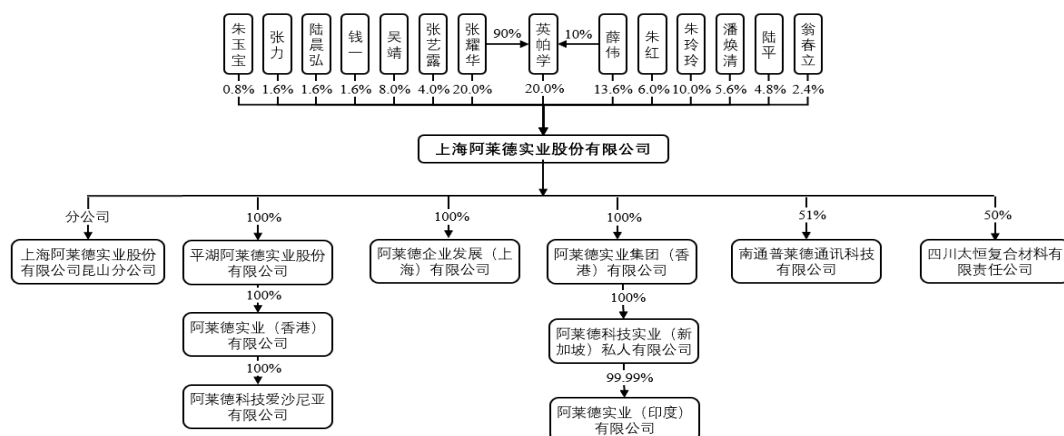 朱玉宝
张力
陆晨弘
钱一
吴靖
张艺露
张耀华
90%
英帕学
10%
薛伟
朱红
朱玲玲
潘焕清
陆平
翁春立
0.8%
1.6%
1.6%
1.6%
8.0%
4.0%
20.0%
20.0%
13.6%
6.0%
10.0%
5.6%
4.8%
2.4%
上海阿莱德实业股份有限公司
分公司
100%
100%
100%
51%
50%
上海阿莱德实业股份
有限公司昆山分公司
平湖阿莱德实业股份
有限公司
阿莱德企业发展（上
海）有限公司
阿莱德实业集团（香
港）有限公司
南通普莱德通讯科技
有限公司
四川太恒复合材料有
限责任公司
100%
100%
阿莱德实业（香港）
有限公司
阿莱德科技实业（新
加坡）私人有限公司
100%
99.99%
阿莱德科技爱沙尼亚
有限公司
阿莱德实业（印度）
有限公司